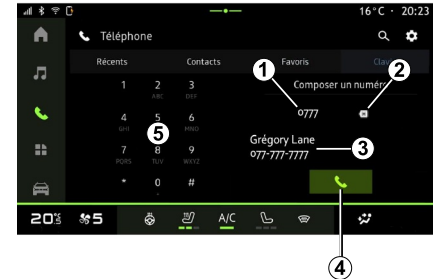 16°C · 20:23
Téléphone
Récents Contacts Favoris Clavier
1 2 3
ABC DEF
Composer un numéro
1 2
4 5 6
GHI MNO
0777
5
Grégory Lane
077-777-7777
3
7 8 9
PQRS TUV WXYZ
* 0 #
20°5 5 A/C
4